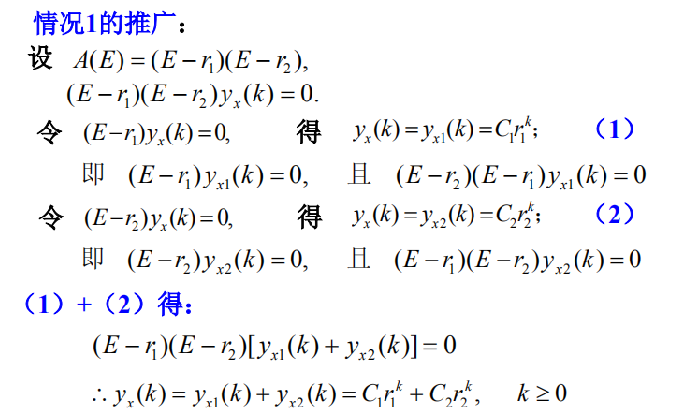 情况1的推广：
设 A(E) = (E − r₁)(E − r₂),
(E − r₁)(E − r₂)yₓ(k) = 0.
令 (E−r₁)yₓ(k)=0, 得 yₓ(k)=yₓ₁(k)=C₁r₁ᵏ; （1）
即 (E − r₁)yₓ₁(k) = 0, 且 (E − r₂)(E − r₁)yₓ₁(k) = 0
令 (E−r₂)yₓ(k)=0, 得 yₓ(k)=yₓ₂(k)=C₂r₂ᵏ; （2）
即 (E − r₂)yₓ₂(k) = 0, 且 (E − r₁)(E − r₂)yₓ₂(k) = 0
（1）+（2）得：
(E − r₁)(E − r₂)[yₓ₁(k) + yₓ₂(k)] = 0
∴ yₓ(k) = yₓ₁(k) + yₓ₂(k) = C₁r₁ᵏ + C₂r₂ᵏ, k ≥ 0